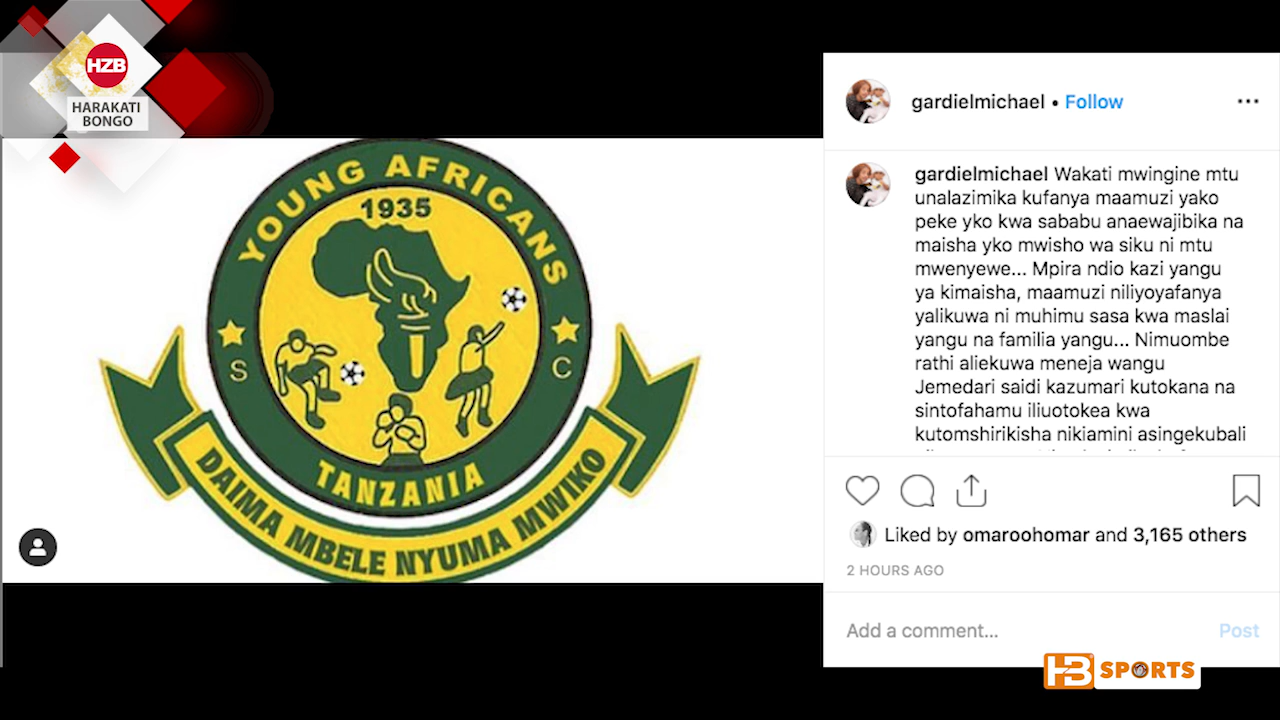 HZB
HARAKATI
BONGO
YOUNG AFRICANS
1935
S C
TANZANIA
DAIMA MBELE NYUMA MWIKO
gardielmichael • Follow
gardielmichael Wakati mwingine mtu
unalazimika kufanya maamuzi yako
peke yko kwa sababu anaewajibika na
maisha yko mwisho wa siku ni mtu
mwenyewe... Mpira ndio kazi yangu
ya kimaisha, maamuzi niliyoyafanya
yalikuwa ni muhimu sasa kwa maslai
yangu na familia yangu... Nimuombe
rathi aliekuwa meneja wangu
Jemedari saidi kazumari kutokana na
sintofahamu iliuotokea kwa
kutomshirikisha nikiamini asingekubali
Liked by omaroohomar and 3,165 others
2 HOURS AGO
Add a comment... Post
HB SPORTS